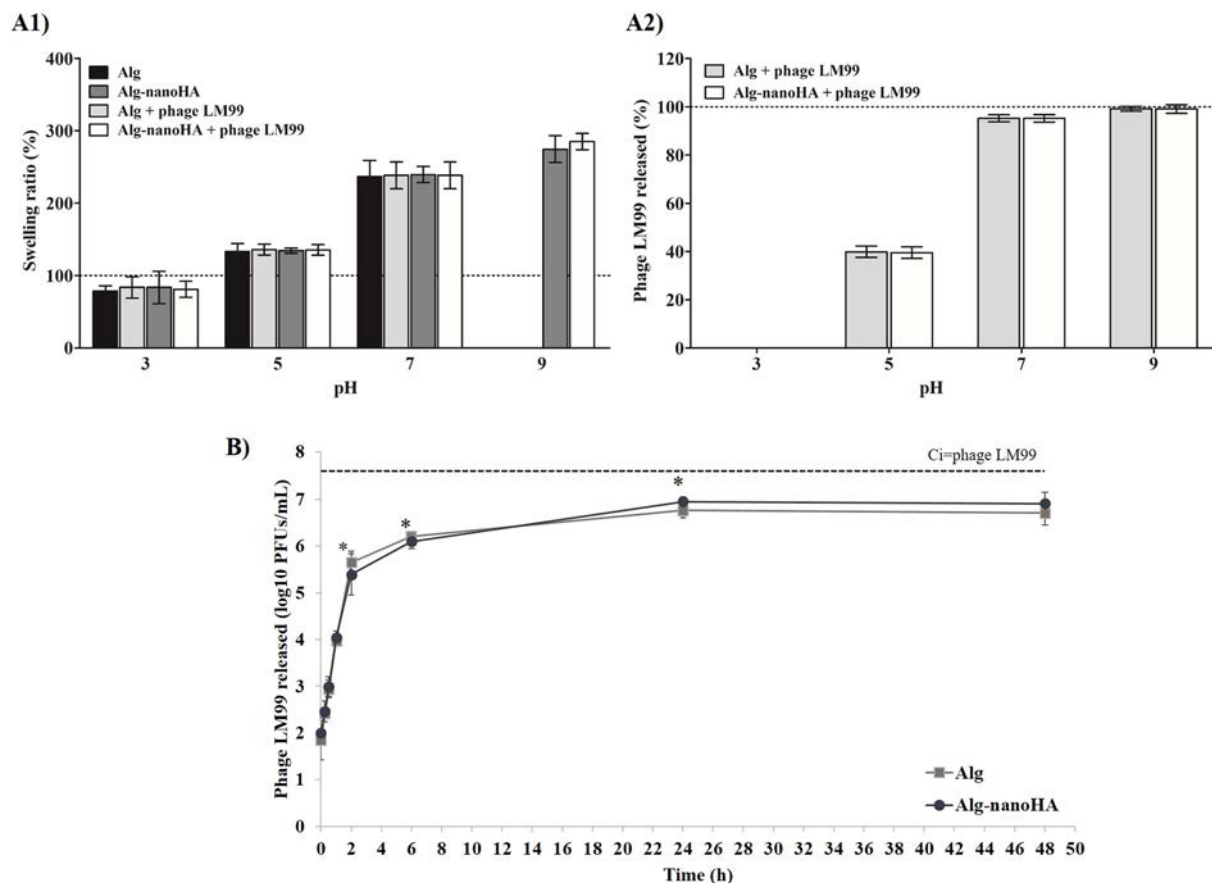 A1)
Swelling ratio (%)
400
300
200
100
0
Alg
Alg-nanoHA
Alg + phage LM99
Alg-nanoHA + phage LM99
3 5 7 9
pH
A2)
Phage LM99 released (%)
120
100
80
60
40
20
0
Alg + phage LM99
Alg-nanoHA + phage LM99
3 5 7 9
pH
B)
Phage LM99 released (log10 PFUs/mL)
8
7
6
5
4
3
2
1
0
Ci=phage LM99
*
*
*
Alg
Alg-nanoHA
0 2 4 6 8 10 12 14 16 18 20 22 24 26 28 30 32 34 36 38 40 42 44 46 48 50
Time (h)